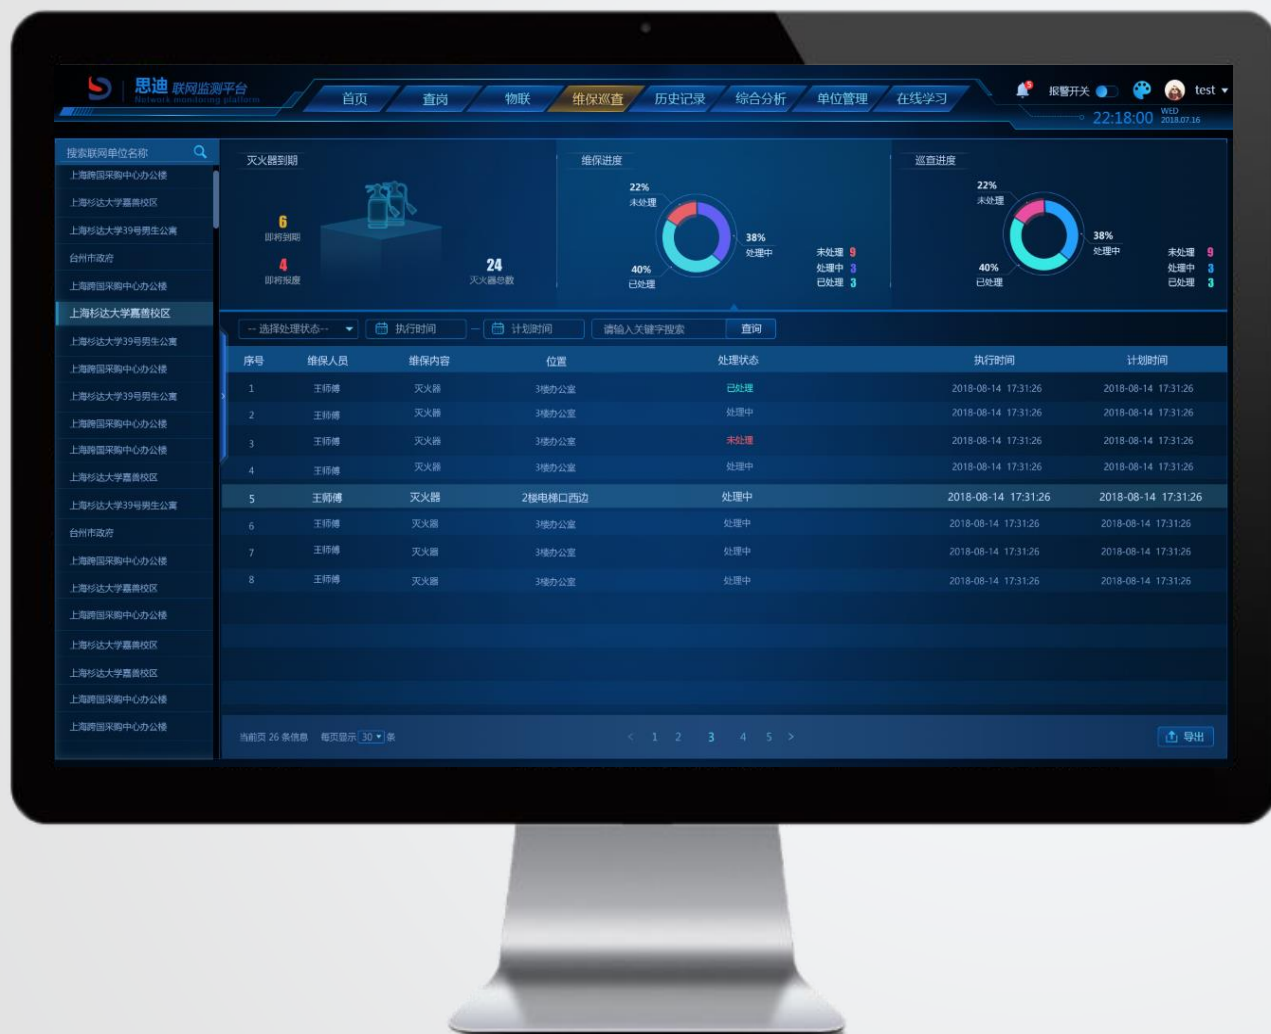 思迪 联网监测平台
Network mondoring platform
首页 查岗 物联 维保巡查 历史记录 综合分析 单位管理 在线学习
5 报警开关 test
22:18:00 WED
2018.07.16
搜索联网单位名称
上海跨国采购中心办公楼
上海杉达大学嘉善校区
上海杉达大学39号男生公寓
台州市政府
上海跨国采购中心办公楼
上海杉达大学嘉善校区
上海杉达大学39号男生公寓
上海跨国采购中心办公楼
上海杉达大学39号男生公寓
上海跨国采购中心办公楼
上海跨国采购中心办公楼
上海杉达大学嘉善校区
上海杉达大学39号男生公寓
台州市政府
上海跨国采购中心办公楼
上海杉达大学嘉善校区
上海跨国采购中心办公楼
上海杉达大学嘉善校区
上海杉达大学嘉善校区
上海跨国采购中心办公楼
上海跨国采购中心办公楼
灭火器到期
6
即将到期
4
即将报废
24
灭火器总数
维保进度
22%
未处理
38%
处理中
40%
已处理
未处理 9
处理中 3
已处理 3
巡查进度
22%
未处理
38%
处理中
40%
已处理
未处理 9
处理中 3
已处理 3
-- 选择处理状态-- 执行时间 — 计划时间 请输入关键字搜索 查询
序号 维保人员 维保内容 位置 处理状态 执行时间 计划时间
1 王师傅 灭火器 3楼办公室 已处理 2018-08-14 17:31:26 2018-08-14 17:31:26
2 王师傅 灭火器 3楼办公室 处理中 2018-08-14 17:31:26 2018-08-14 17:31:26
3 王师傅 灭火器 3楼办公室 未处理 2018-08-14 17:31:26 2018-08-14 17:31:26
4 王师傅 灭火器 3楼办公室 处理中 2018-08-14 17:31:26 2018-08-14 17:31:26
5 王师傅 灭火器 2楼电梯口西边 处理中 2018-08-14 17:31:26 2018-08-14 17:31:26
6 王师傅 灭火器 3楼办公室 处理中 2018-08-14 17:31:26 2018-08-14 17:31:26
7 王师傅 灭火器 3楼办公室 处理中 2018-08-14 17:31:26 2018-08-14 17:31:26
8 王师傅 灭火器 3楼办公室 处理中 2018-08-14 17:31:26 2018-08-14 17:31:26
当前页 26 条信息 每页显示 30 条 < 1 2 3 4 5 > 导出